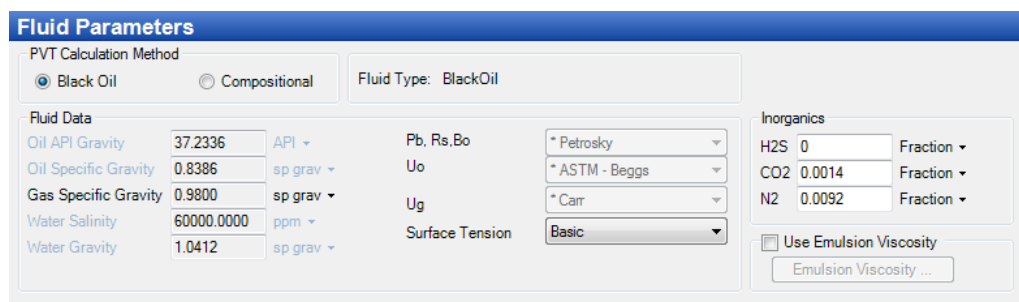 Fluid Parameters
PVT Calculation Method
Black Oil
Compositional
Fluid Type: BlackOil
Fluid Data
Oil API Gravity 37.2336 API
Oil Specific Gravity 0.8386 sp grav
Gas Specific Gravity 0.9800 sp grav
Water Salinity 60000.0000 ppm
Water Gravity 1.0412 sp grav
Pb, Rs,Bo * Petrosky
Uo * ASTM - Beggs
Ug * Carr
Surface Tension Basic
Inorganics
H2S 0 Fraction
CO2 0.0014 Fraction
N2 0.0092 Fraction
Use Emulsion Viscosity
Emulsion Viscosity ...